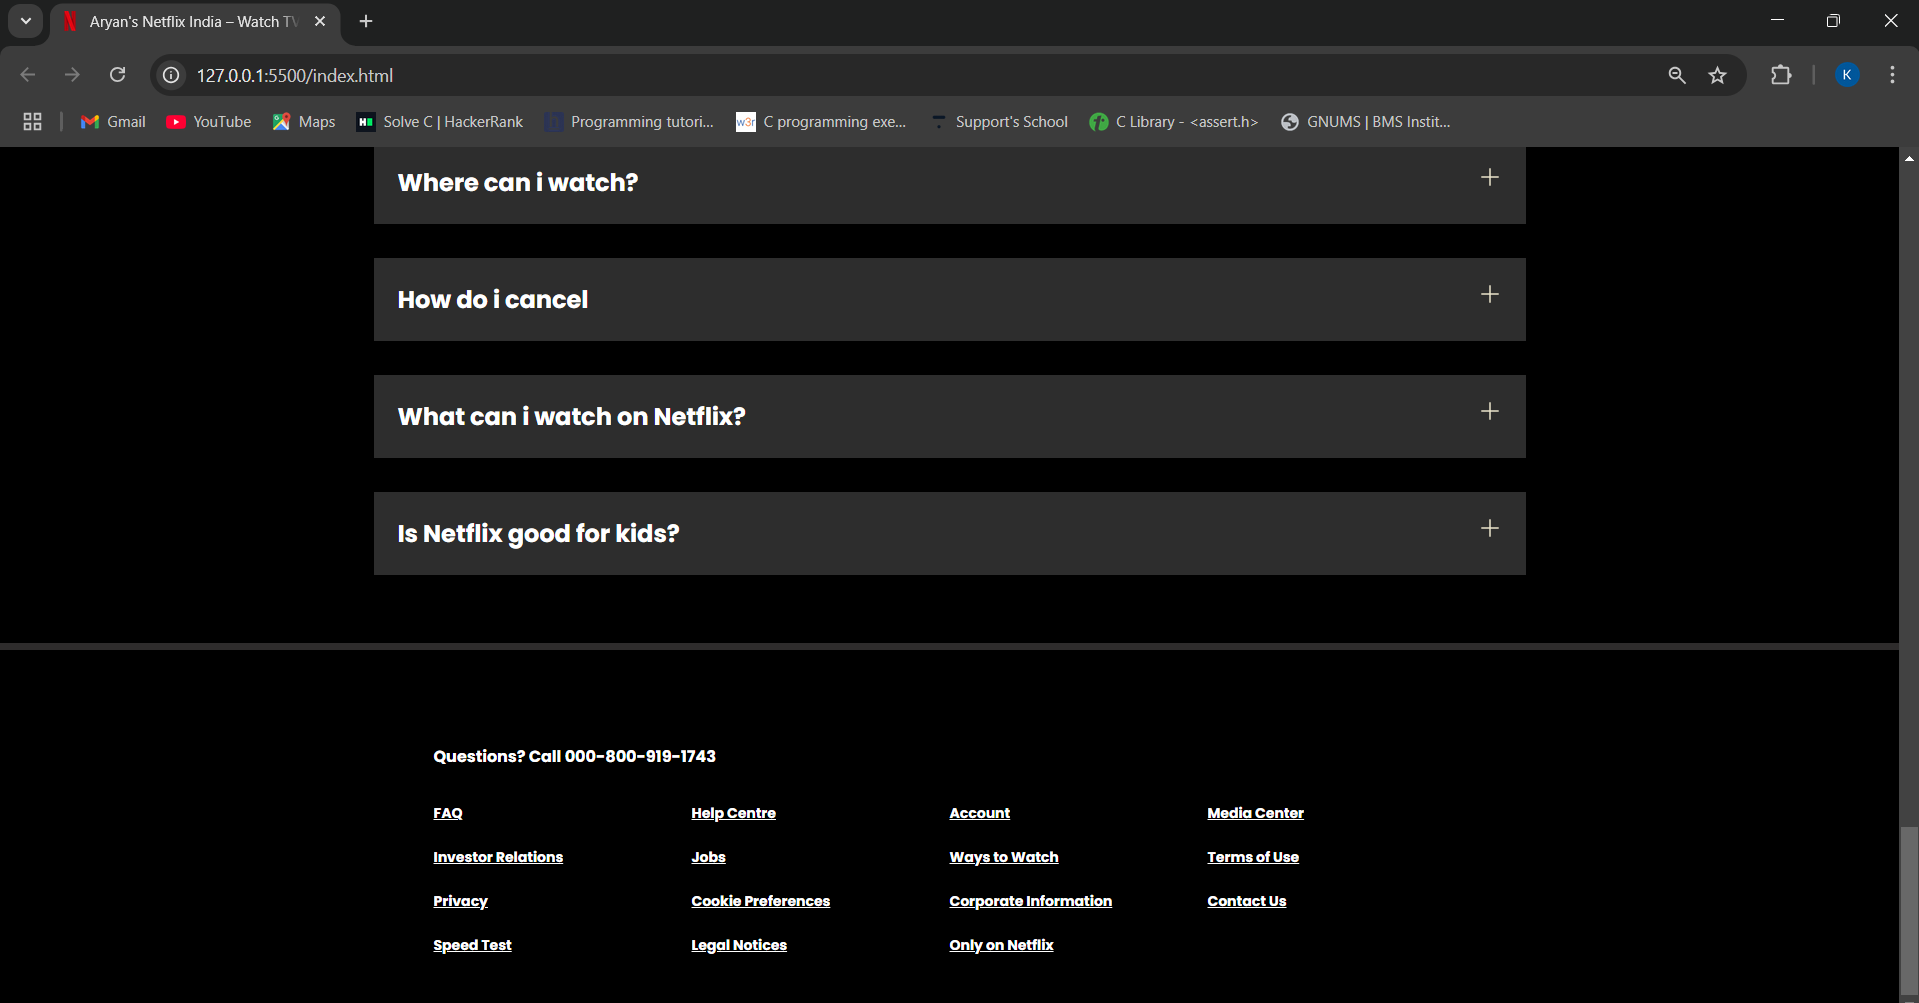 Aryan's Netflix India – Watch TV
127.0.0.1:5500/index.html
K
Gmail
YouTube
Maps
Solve C | HackerRank
Programming tutori...
w3r
C programming exe...
Support's School
C Library - <assert.h>
GNUMS | BMS Instit...
Where can i watch?
How do i cancel
What can i watch on Netflix?
Is Netflix good for kids?
Questions? Call 000-800-919-1743
FAQ Help Centre Account Media Center
Investor Relations Jobs Ways to Watch Terms of Use
Privacy Cookie Preferences Corporate Information Contact Us
Speed Test Legal Notices Only on Netflix